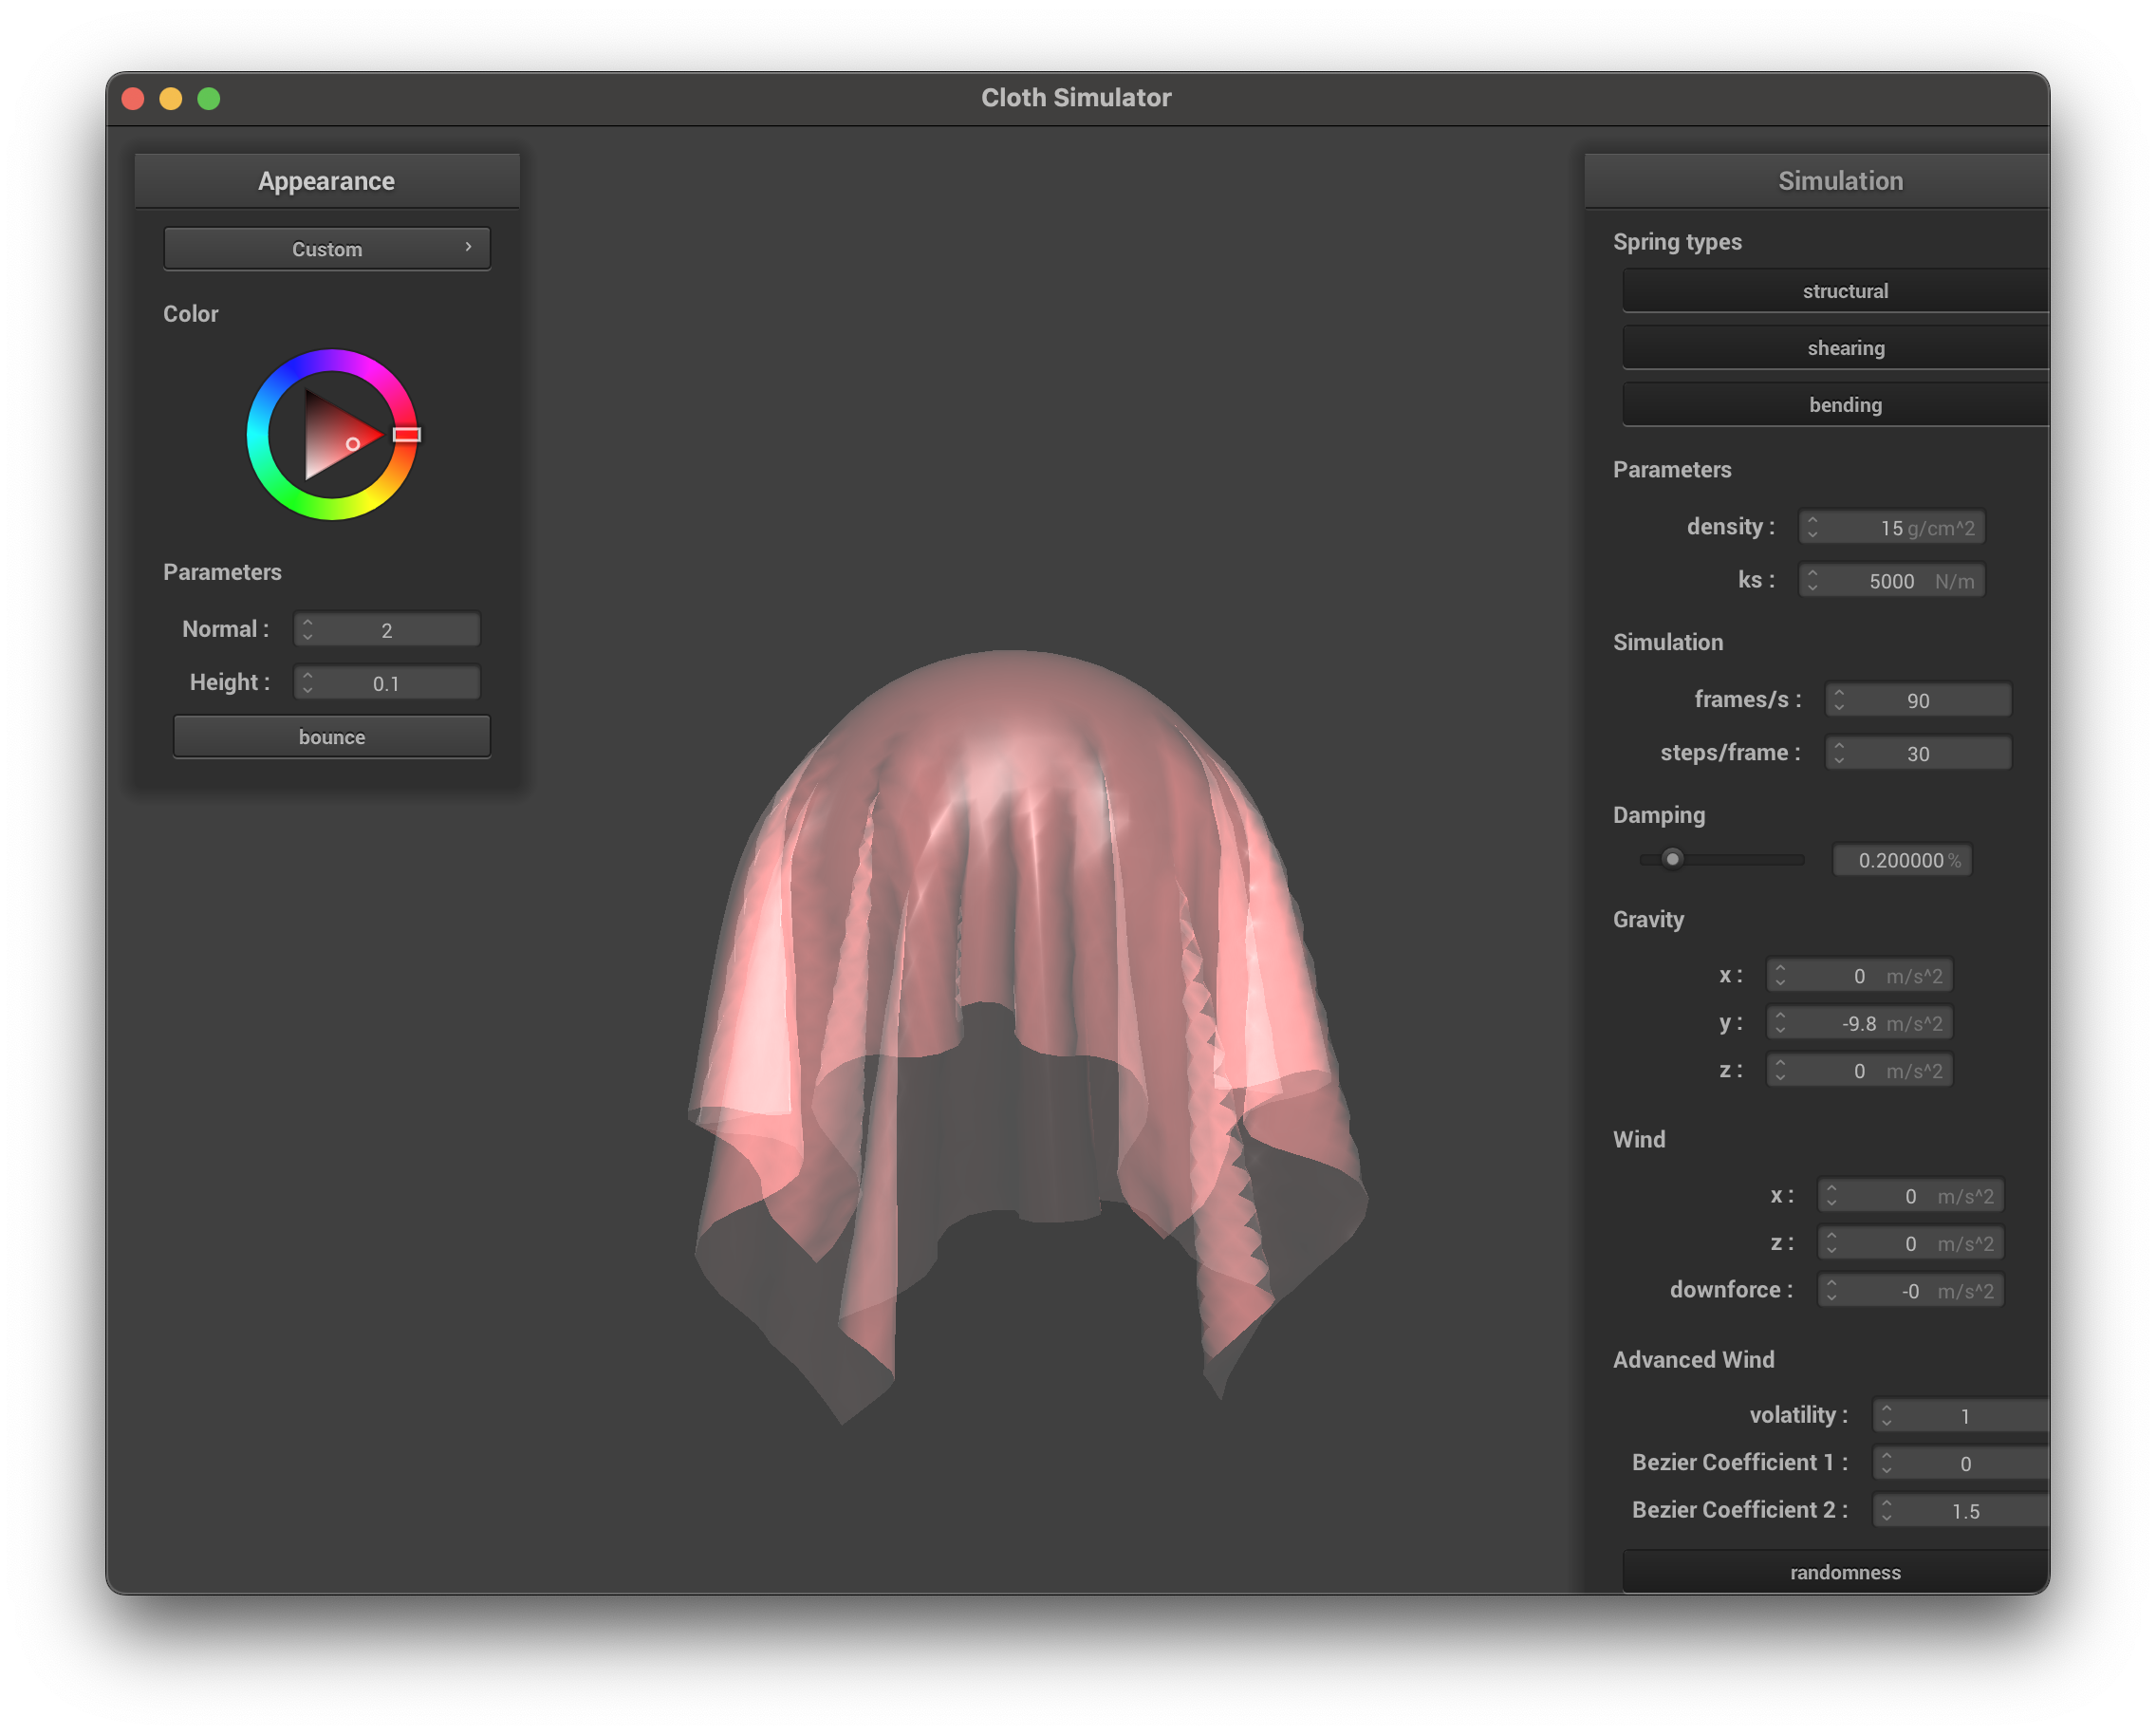 Cloth Simulator
Appearance
Custom
Color
Parameters
Normal : 2
Height : 0.1
bounce
Simulation
Spring types
structural
shearing
bending
Parameters
density : 15 g/cm^2
ks : 5000 N/m
Simulation
frames/s : 90
steps/frame : 30
Damping
0.200000 %
Gravity
x : 0 m/s^2
y : -9.8 m/s^2
z : 0 m/s^2
Wind
x : 0 m/s^2
z : 0 m/s^2
downforce : -0 m/s^2
Advanced Wind
volatility : 1
Bezier Coefficient 1 : 0
Bezier Coefficient 2 : 1.5
randomness